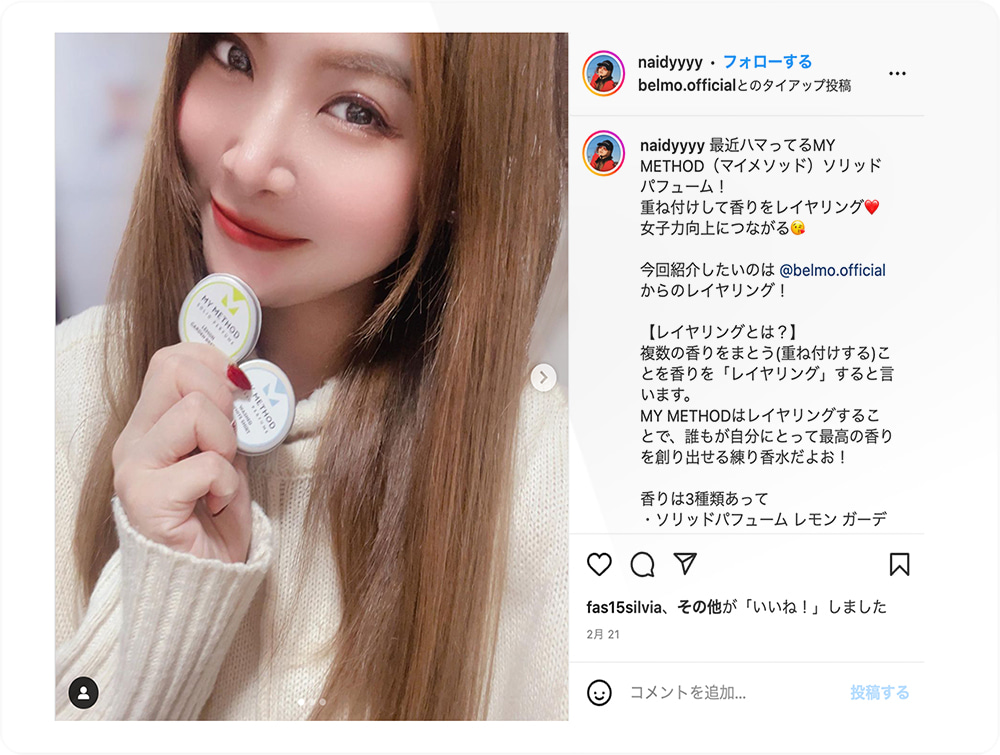 MY METHOD
SOLID PERFUME
LEMON
METHOD
naidyyyy • フォローする
belmo.officialとのタイアップ投稿
naidyyyy 最近ハマってるMY
METHOD（マイメソッド）ソリッド
パフューム！
重ね付けして香りをレイヤリング❤️
女子力向上につながる😘
今回紹介したいのは @belmo.official
からのレイヤリング！
【レイヤリングとは？】
複数の香りをまとう(重ね付けする)こ
とを香りを「レイヤリング」すると言
います。
MY METHODはレイヤリングするこ
とで、誰もが自分にとって最高の香り
を創り出せる練り香水だよお！
香りは3種類あって
・ソリッドパフューム レモン ガーデ
fas15silvia、その他が「いいね！」しました
2月 21
コメントを追加...
投稿する